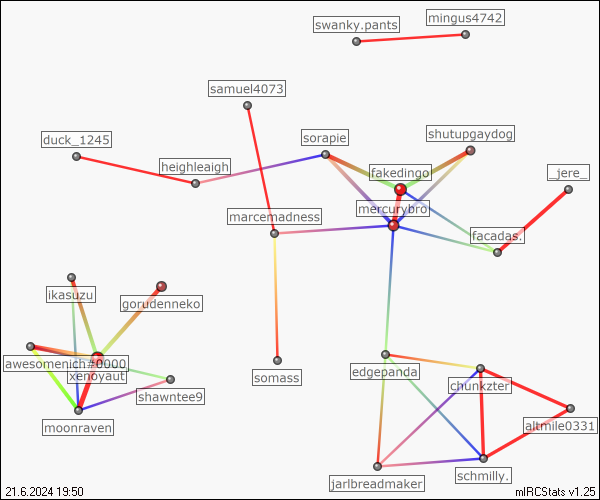 swanky.pants
mingus4742
samuel4073
duck_1245
sorapie
shutupgaydog
heighleaigh
fakedingo
_jere_
mercurybro
marcemadness
facadas.
ikasuzu
gorudenneko
awesomenich#0000
xenoyaut
edgepanda
somass
chunkzter
shawntee9
moonraven
altmile0331
jarlbreadmaker
schmilly.
21.6.2024 19:50
mIRCStats v1.25